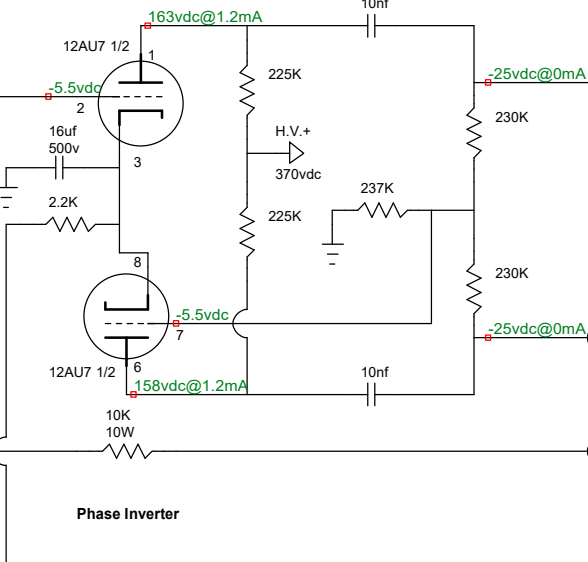 10nf
163vdc@1.2mA
12AU7 1/2
1
225K
-25vdc@0mA
-5.5vdc
2
230K
16uf
500v
H.V.+
3
370vdc
2.2K
237K
225K
8
230K
-5.5vdc
7
-25vdc@0mA
12AU7 1/2
6
158vdc@1.2mA
10nf
10K
10W
Phase Inverter